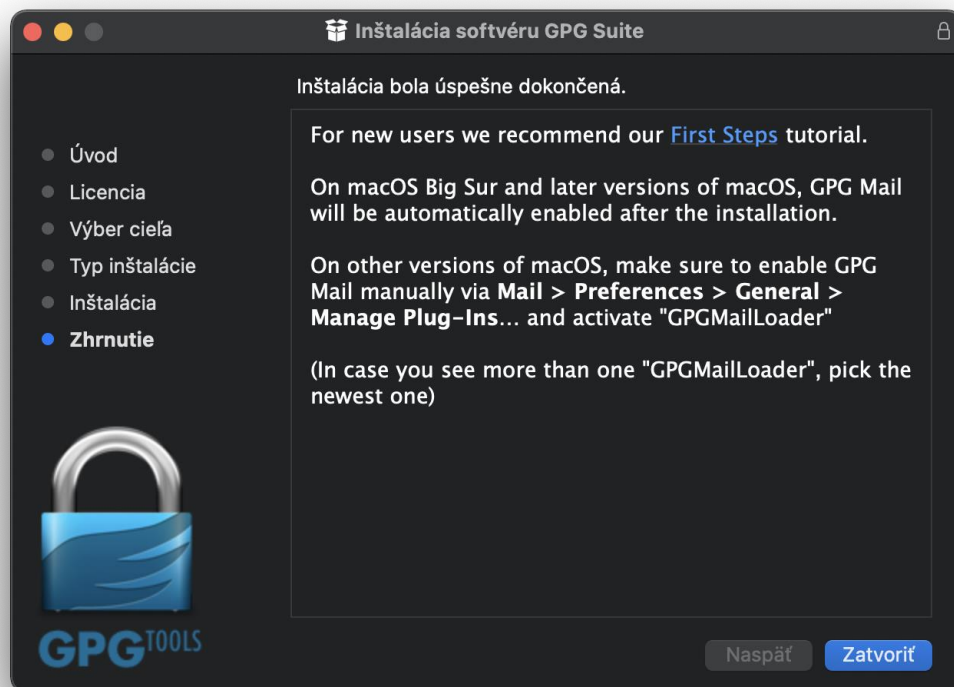 Inštalácia softvéru GPG Suite
Inštalácia bola úspešne dokončená.
Úvod
Licencia
Výber cieľa
Typ inštalácie
Inštalácia
Zhrnutie
For new users we recommend our First Steps tutorial.
On macOS Big Sur and later versions of macOS, GPG Mail
will be automatically enabled after the installation.
On other versions of macOS, make sure to enable GPG
Mail manually via Mail > Preferences > General >
Manage Plug-Ins... and activate "GPGMailLoader"
(In case you see more than one "GPGMailLoader", pick the
newest one)
GPGTOOLS
Naspäť
Zatvoriť